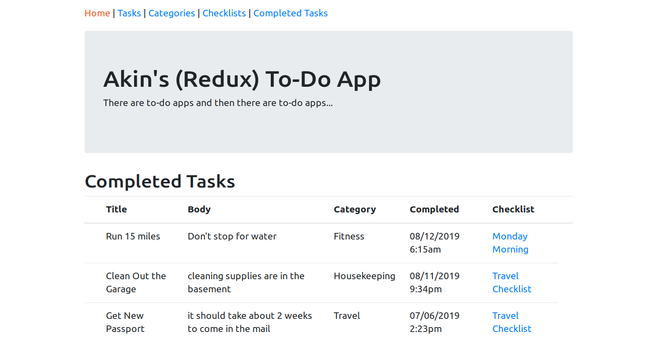 Home | Tasks | Categories | Checklists | Completed Tasks
Akin's (Redux) To-Do App
There are to-do apps and then there are to-do apps...
Completed Tasks
Title Body Category Completed Checklist
Run 15 miles Don't stop for water Fitness 08/12/2019 Monday
6:15am Morning
Clean Out the cleaning supplies are in the Housekeeping 08/11/2019 Travel
Garage basement 9:34pm Checklist
Get New it should take about 2 weeks Travel 07/06/2019 Travel
Passport to come in the mail 2:23pm Checklist